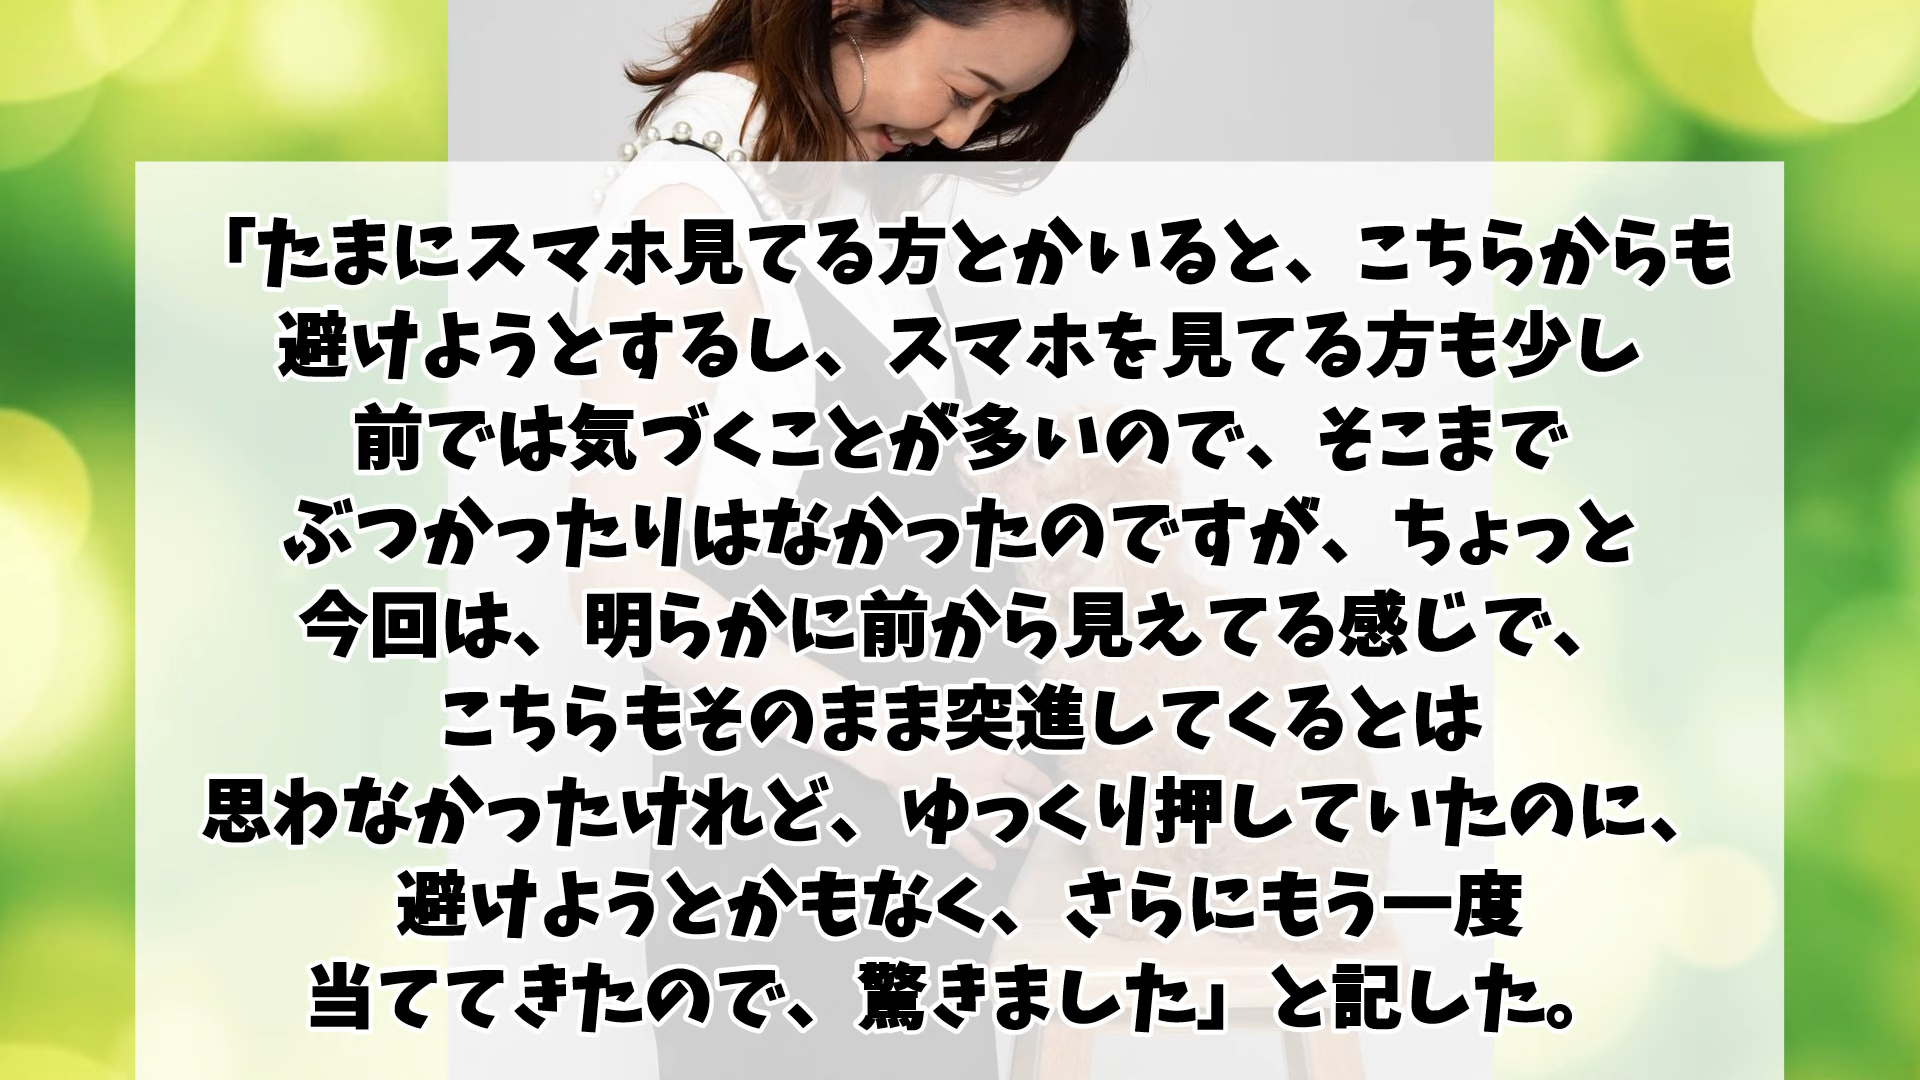 「たまにスマホ見てる方とかいると、こちらからも
避けようとするし、スマホを見てる方も少し
前では気づくことが多いので、そこまで
ぶつかったりはなかったのですが、ちょっと
今回は、明らかに前から見えてる感じで、
こちらもそのまま突進してくるとは
思わなかったけれど、ゆっくり押していたのに、
避けようとかもなく、さらにもう一度
当ててきたので、驚きました」と記した。